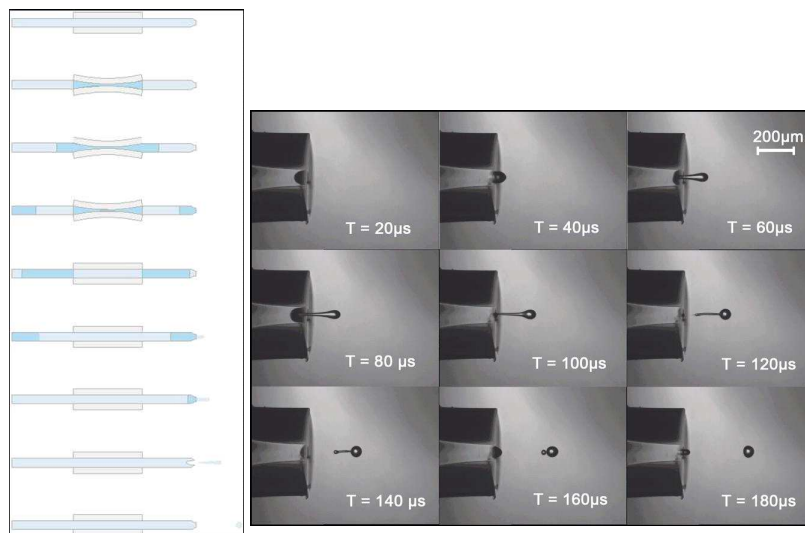 200µm
T = 20µs
T = 40µs
T = 60µs
T = 80 µs
T = 100µs
T = 120µs
T = 140 µs
T = 160µs
T = 180µs